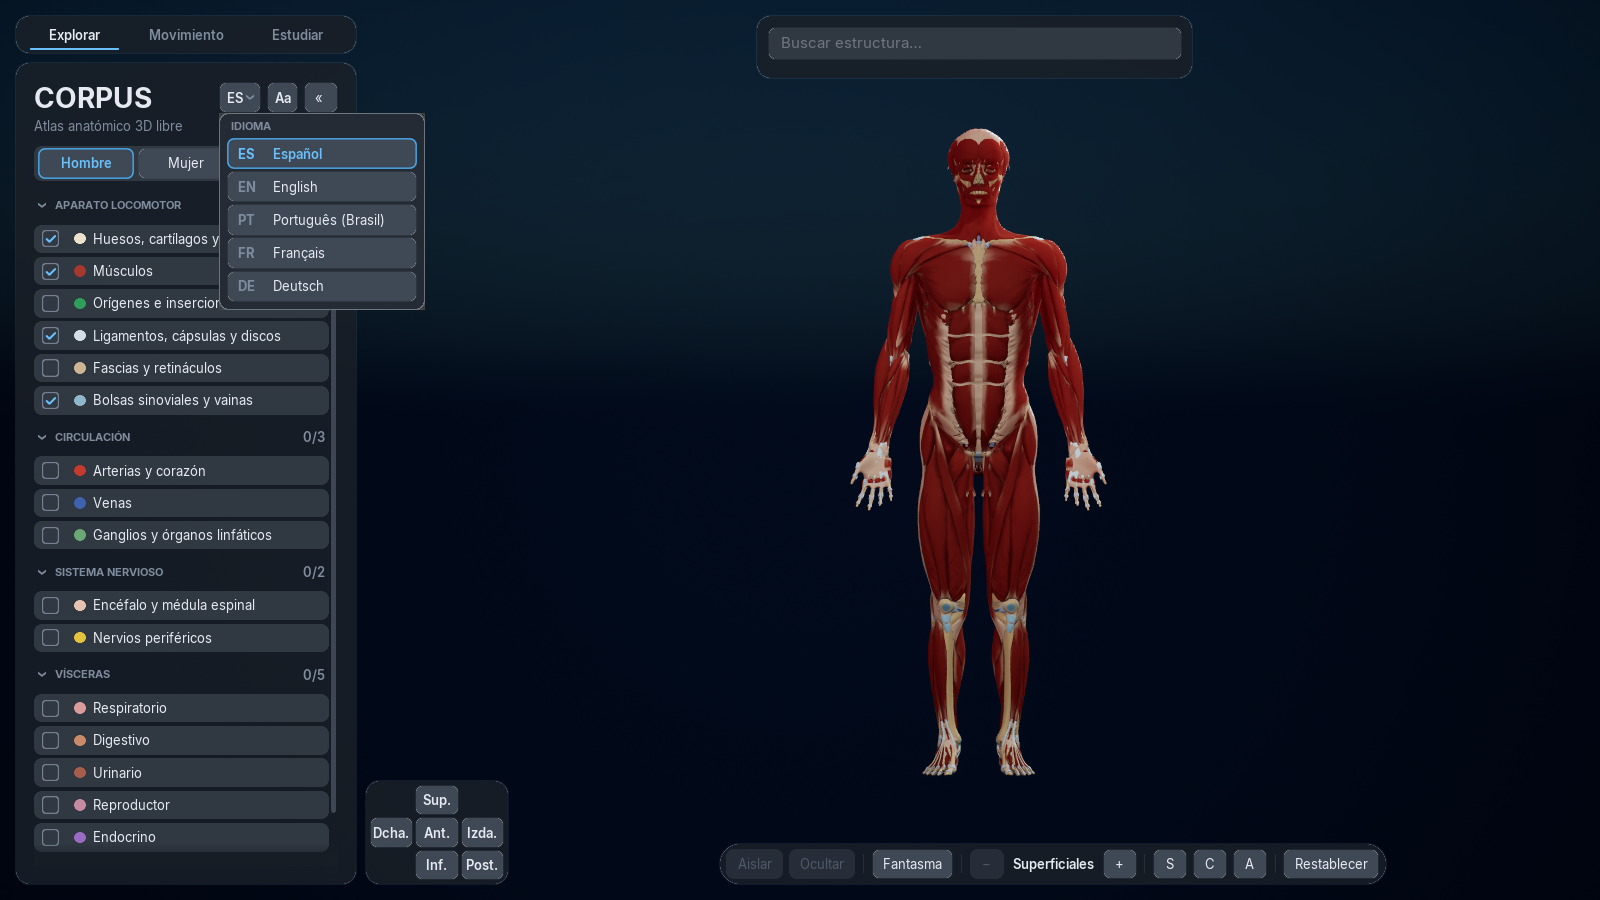 Explorar Movimiento Estudiar
Buscar estructura...
CORPUS ES Aa «
Atlas anatómico 3D libre
IDIOMA
ES Español
EN English
PT Português (Brasil)
FR Français
DE Deutsch
Hombre Mujer
APARATO LOCOMOTOR
Huesos, cartílagos y
Músculos
Orígenes e
Ligamentos, cápsulas y discos
Fascias y retináculos
Bolsas sinoviales y vainas
CIRCULACIÓN 0/3
Arterias y corazón
Venas
Ganglios y órganos linfáticos
SISTEMA NERVIOSO 0/2
Encéfalo y médula espinal
Nervios periféricos
VÍSCERAS 0/5
Respiratorio
Digestivo
Urinario
Reproductor
Endocrino
Sup.
Dcha. Ant. Izda.
Inf. Post.
Aislar Ocultar Fantasma − Superficiales + S C A Restablecer